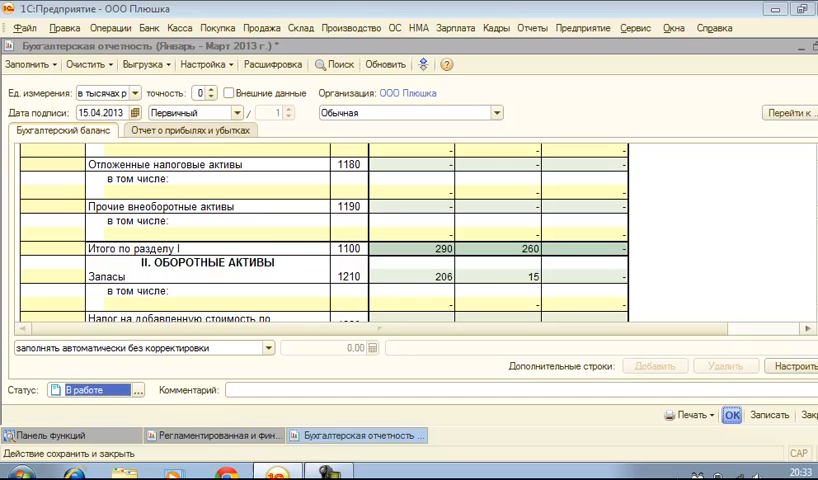 1С:Предприятие - ООО Плюшка
Файл Правка Операции Банк Касса Покупка Продажа Склад Производство ОС НМА Зарплата Кадры Отчеты Предприятие Сервис Окна Справка
Бухгалтерская отчетность (Январь - Март 2013 г.) *
Заполнить Очистить Выгрузка Настройка Расшифровка Поиск Обновить
Ед. измерения: в тысячах р точность: 0 Внешние данные Организация: ООО Плюшка
Дата подписи: 15.04.2013 Первичный / 1 Обычная Перейти к ...
Бухгалтерский баланс Отчет о прибылях и убытках
- - -
Отложенные налоговые активы 1180 - - -
в том числе:
- - -
Прочие внеоборотные активы 1190 - - -
в том числе:
- - -
Итого по разделу I 1100 290 260 -
II. ОБОРОТНЫЕ АКТИВЫ
Запасы 1210 206 15 -
в том числе:
- - -
Налог на добавленную стоимость по
заполнять автоматически без корректировки 0,00
Дополнительные строки: Добавить Удалить Настроить
Статус: В работе ... Комментарий:
Печать OK Записать Зак
Панель функций Регламентированная и фин... Бухгалтерская отчетность ...
Действие сохранить и закрыть CAP
20:33